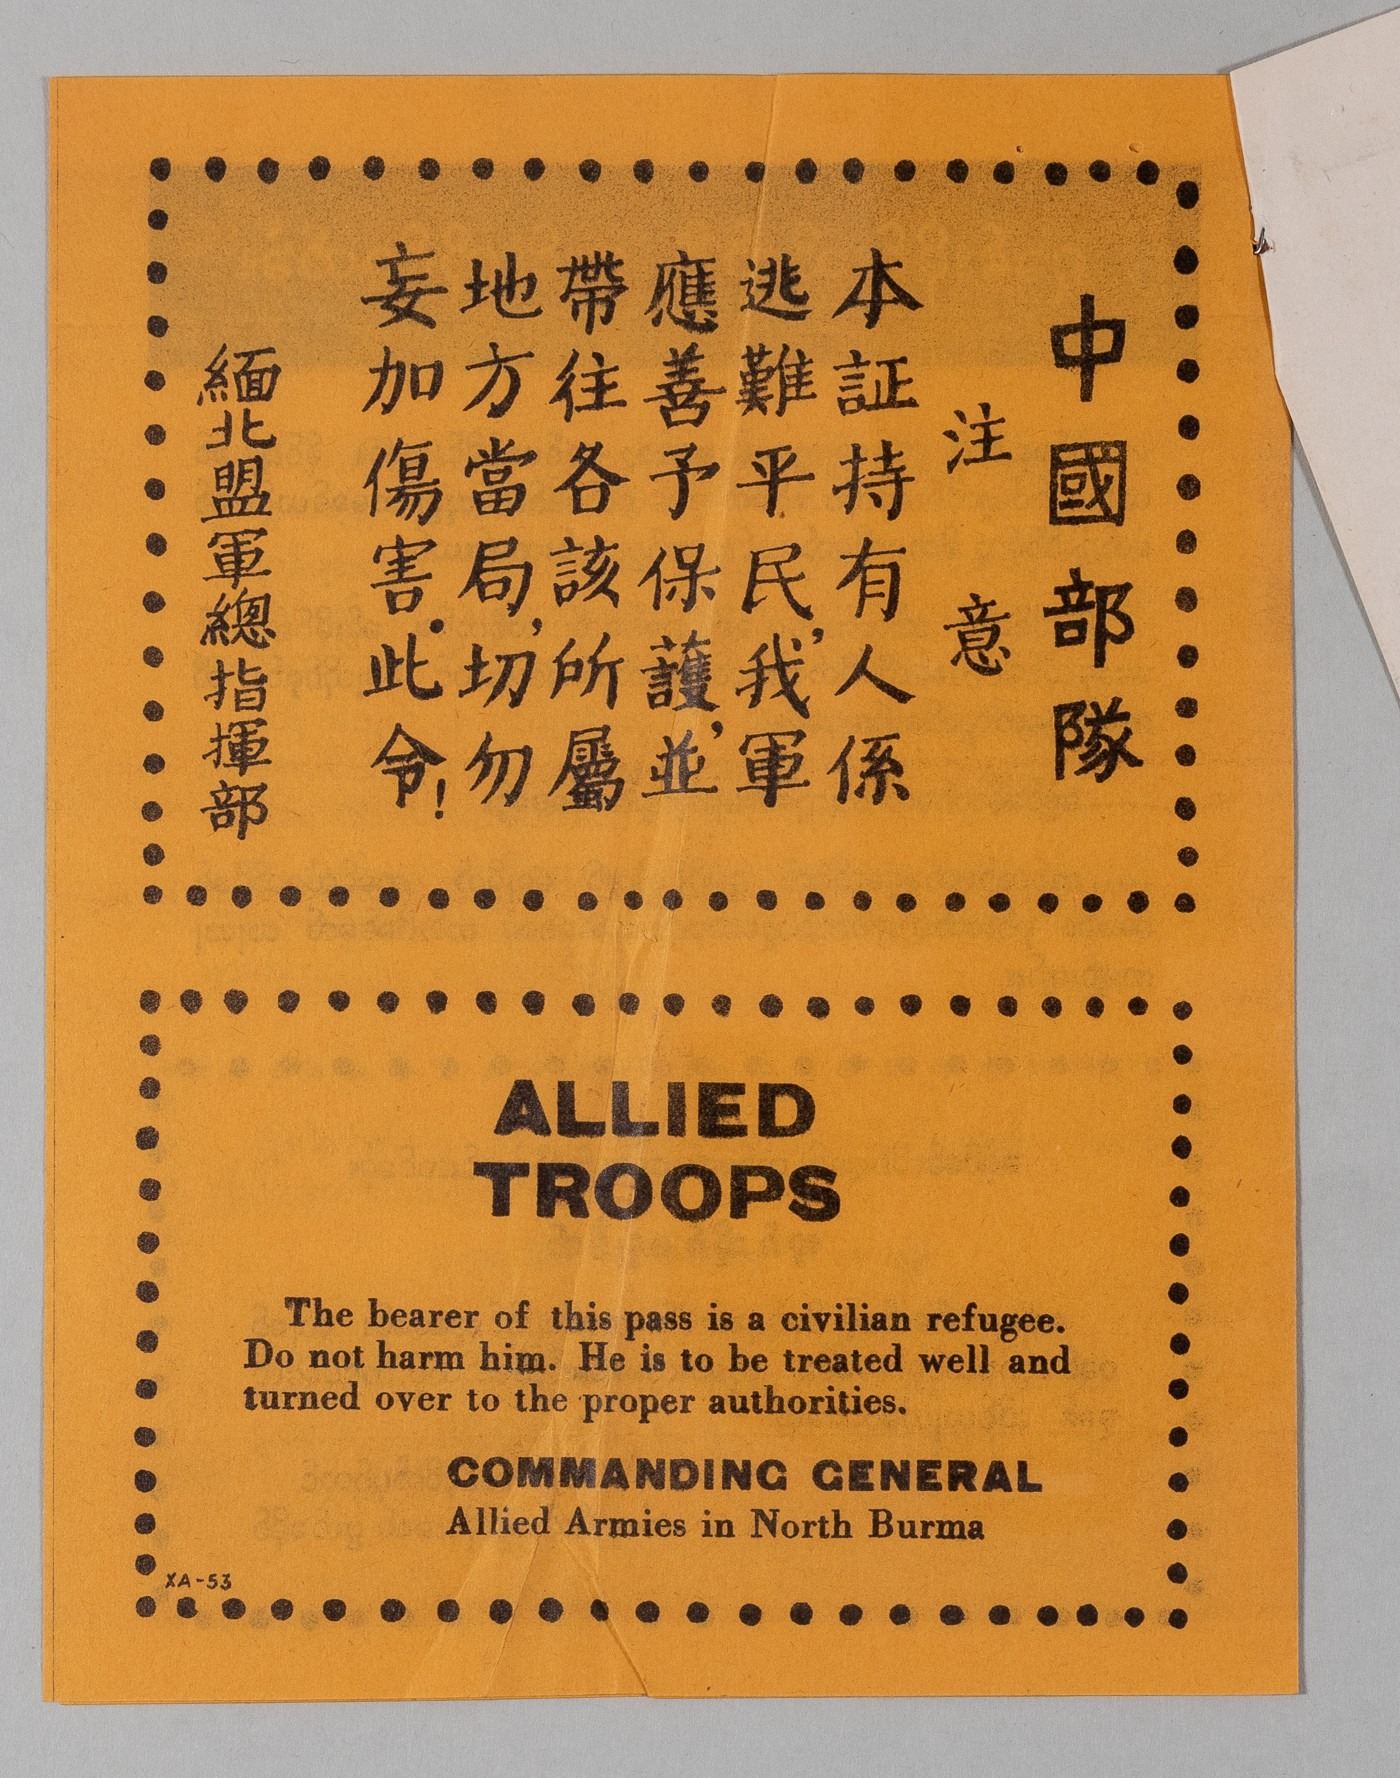 中國部隊
注意
本証持有人係
逃難平民，我軍
應善予保護，並
帶往各該所屬
地方當局，切勿
妄加傷害．此令！
緬北盟軍總指揮部
ALLIED
TROOPS
The bearer of this pass is a civilian refugee.
Do not harm him. He is to be treated well and
turned over to the proper authorities.
COMMANDING GENERAL
Allied Armies in North Burma
XA-53